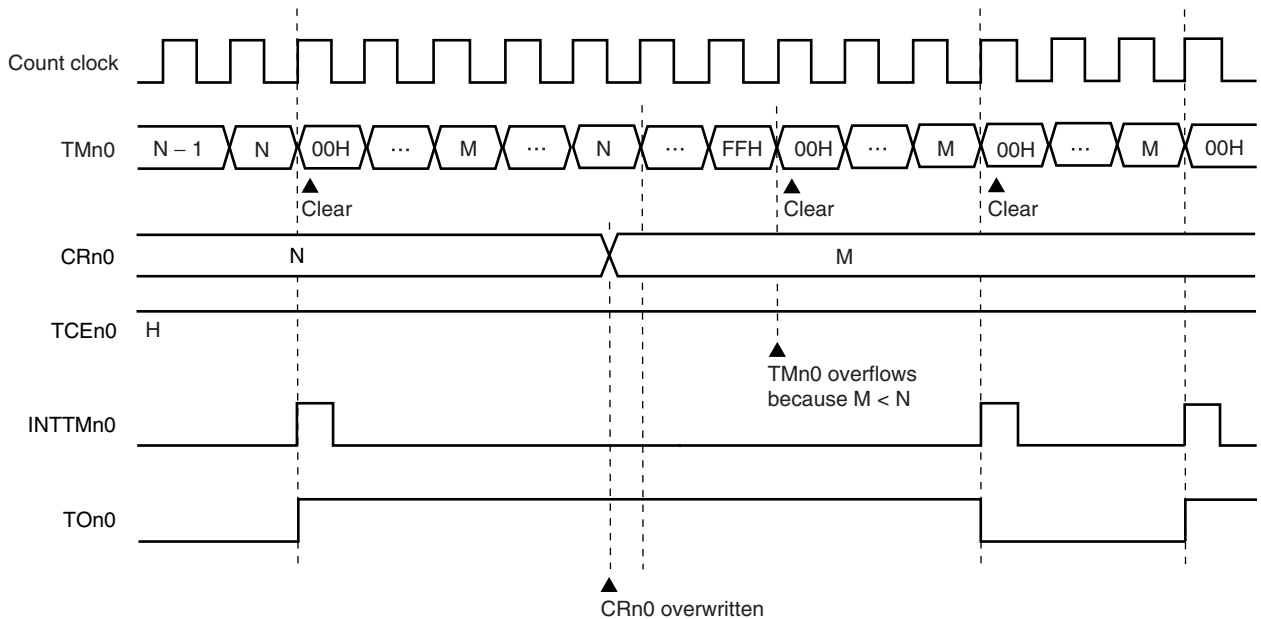 Count clock
TMn0 N – 1 N 00H ... M ... N ... FFH 00H ... M 00H ... M 00H
Clear Clear Clear
CRn0 N M
TCEn0 H
TMn0 overflows
because M < N
INTTMn0
TOn0
CRn0 overwritten